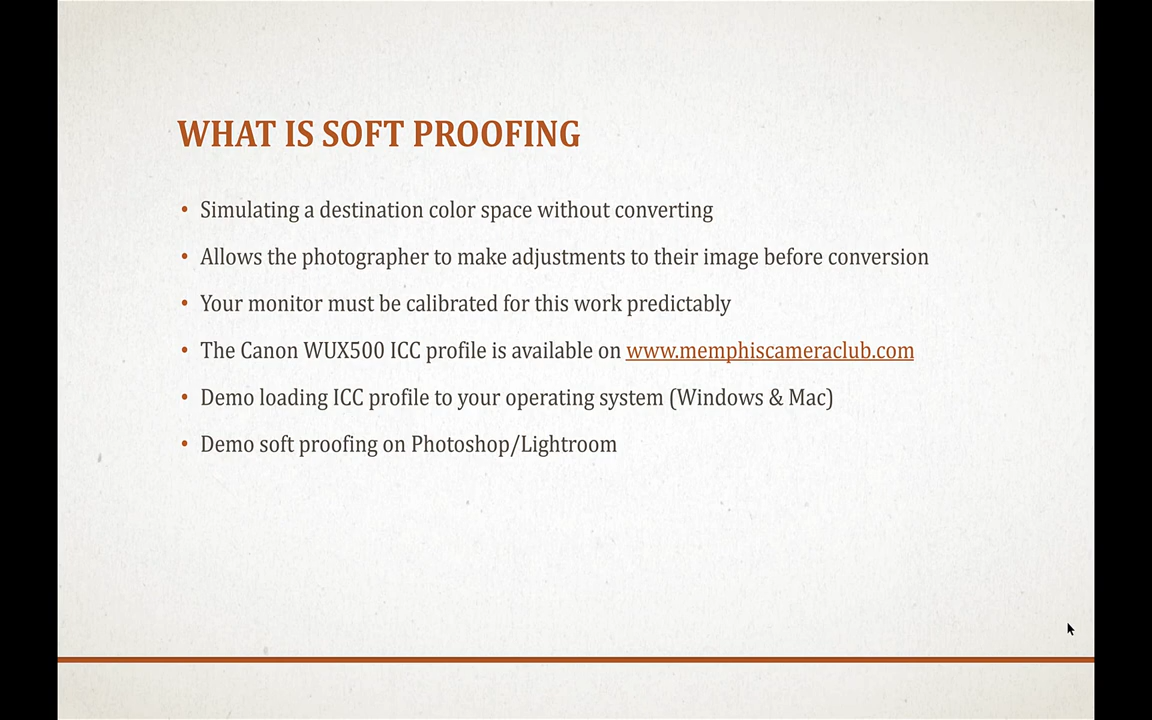 WHAT IS SOFT PROOFING
• Simulating a destination color space without converting
• Allows the photographer to make adjustments to their image before conversion
• Your monitor must be calibrated for this work predictably
• The Canon WUX500 ICC profile is available on www.memphiscameraclub.com
• Demo loading ICC profile to your operating system (Windows & Mac)
• Demo soft proofing on Photoshop/Lightroom